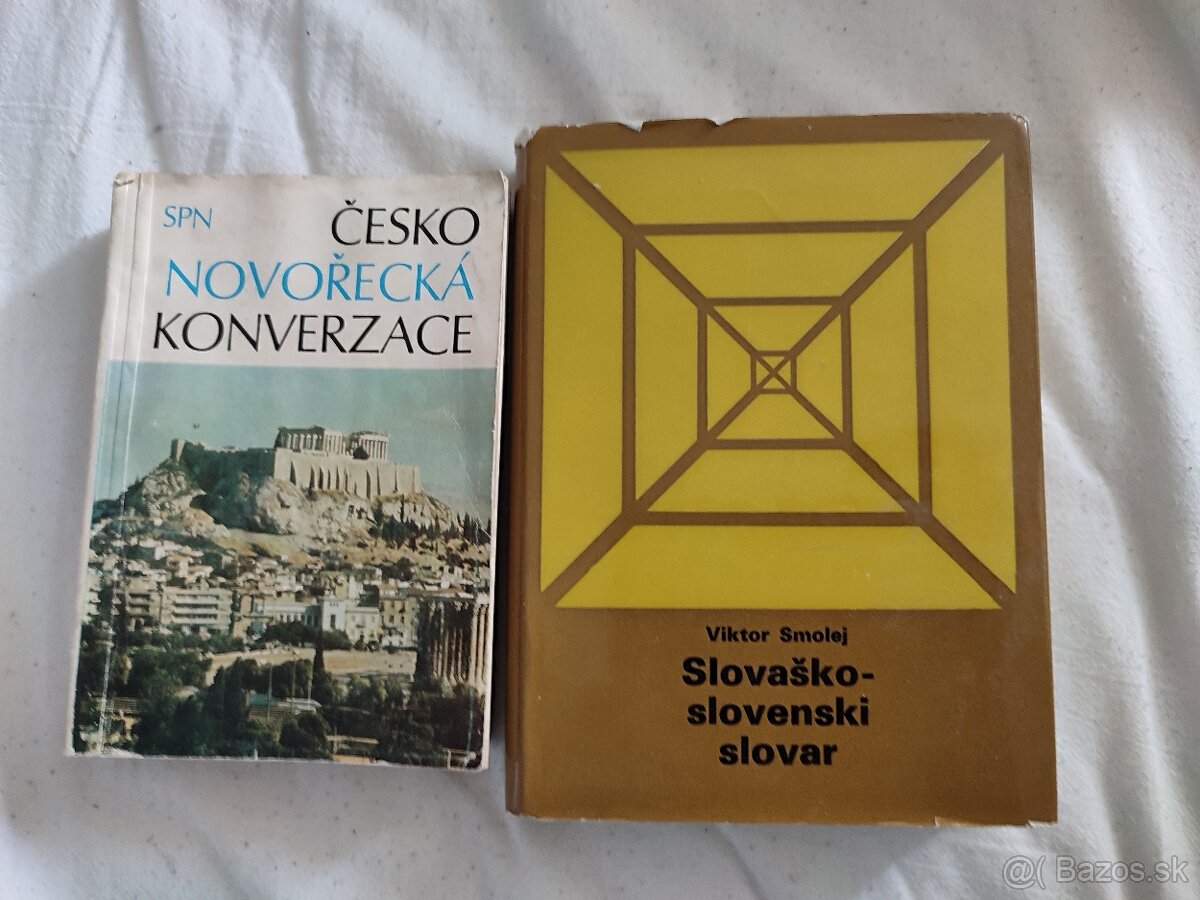 SPN
ČESKO
NOVOŘECKÁ
KONVERZACE
Viktor Smolej
Slovaško-
slovenski
slovar
@( Bazos.sk